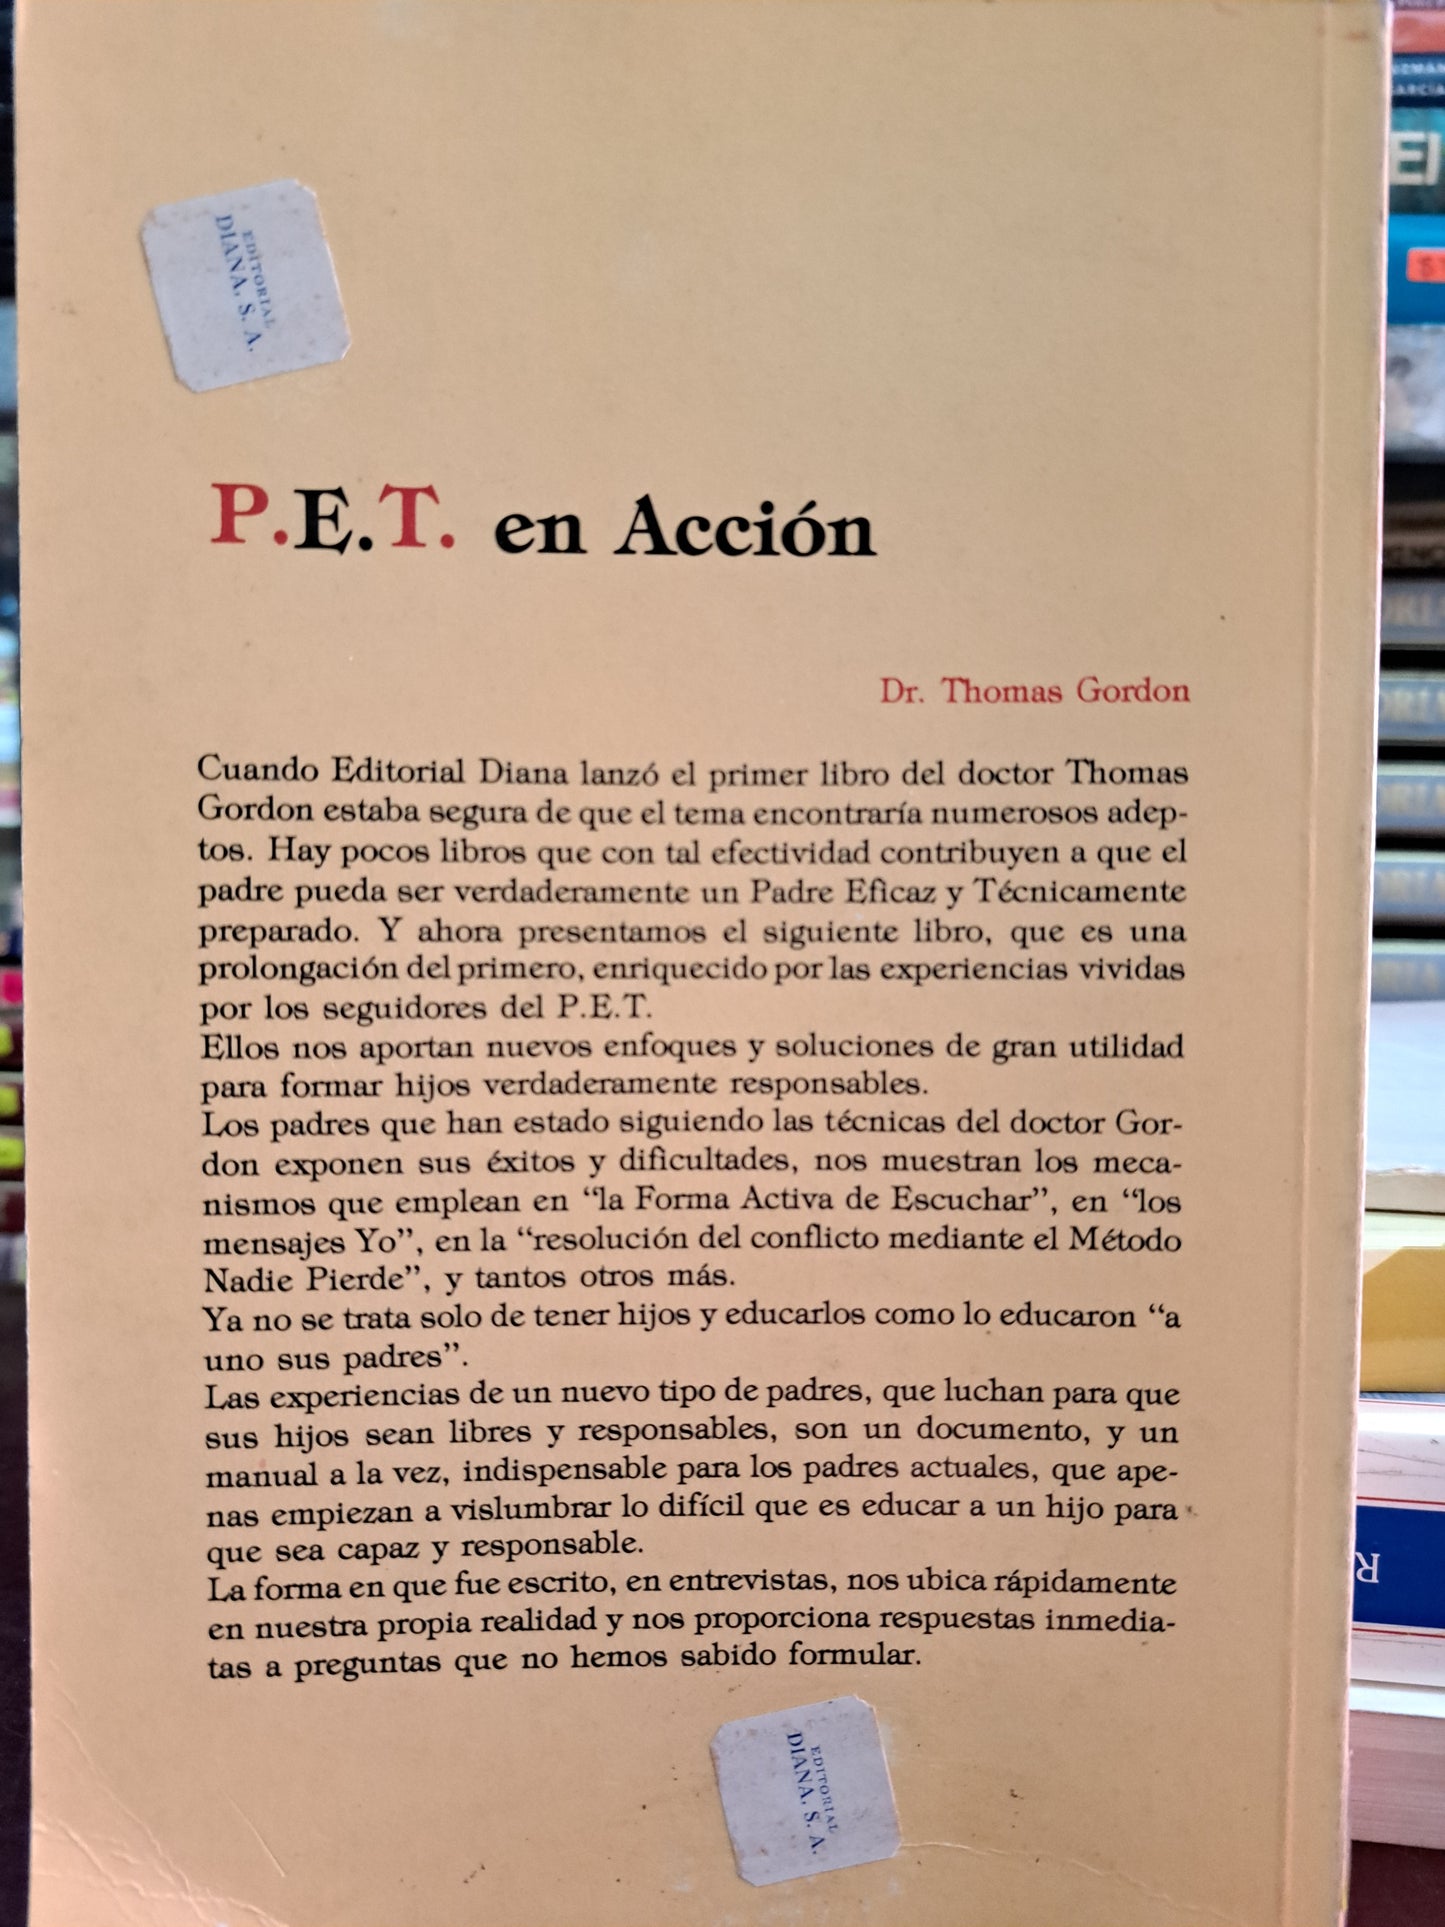 EDITORIAL
DIANA, S. A.
P.E.T. en Acción
Dr. Thomas Gordon
Cuando Editorial Diana lanzó el primer libro del doctor Thomas
Gordon estaba segura de que el tema encontraría numerosos adep-
tos. Hay pocos libros que con tal efectividad contribuyen a que el
padre pueda ser verdaderamente un Padre Eficaz y Técnicamente
preparado. Y ahora presentamos el siguiente libro, que es una
prolongación del primero, enriquecido por las experiencias vividas
por los seguidores del P.E.T.
Ellos nos aportan nuevos enfoques y soluciones de gran utilidad
para formar hijos verdaderamente responsables.
Los padres que han estado siguiendo las técnicas del doctor Gor-
don exponen sus éxitos y dificultades, nos muestran los meca-
nismos que emplean en “la Forma Activa de Escuchar”, en “los
mensajes Yo”, en la “resolución del conflicto mediante el Método
Nadie Pierde”, y tantos otros más.
Ya no se trata solo de tener hijos y educarlos como lo educaron “a
uno sus padres”.
Las experiencias de un nuevo tipo de padres, que luchan para que
sus hijos sean libres y responsables, son un documento, y un
manual a la vez, indispensable para los padres actuales, que ape-
nas empiezan a vislumbrar lo difícil que es educar a un hijo para
que sea capaz y responsable.
La forma en que fue escrito, en entrevistas, nos ubica rápidamente
en nuestra propia realidad y nos proporciona respuestas inmedia-
tas a preguntas que no hemos sabido formular.
EDITORIAL
DIANA, S. A.